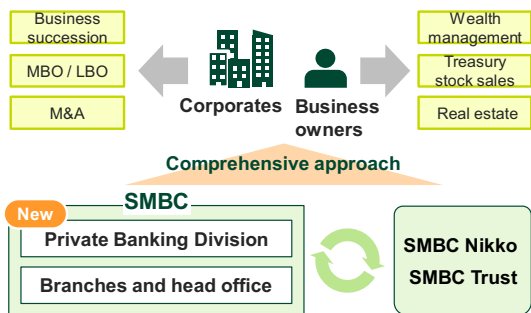 Business
succession
MBO / LBO
M&A
Corporates
Business
owners
Wealth
management
Treasury
stock sales
Real estate
Comprehensive approach
New
SMBC
Private Banking Division
Branches and head office
SMBC Nikko
SMBC Trust